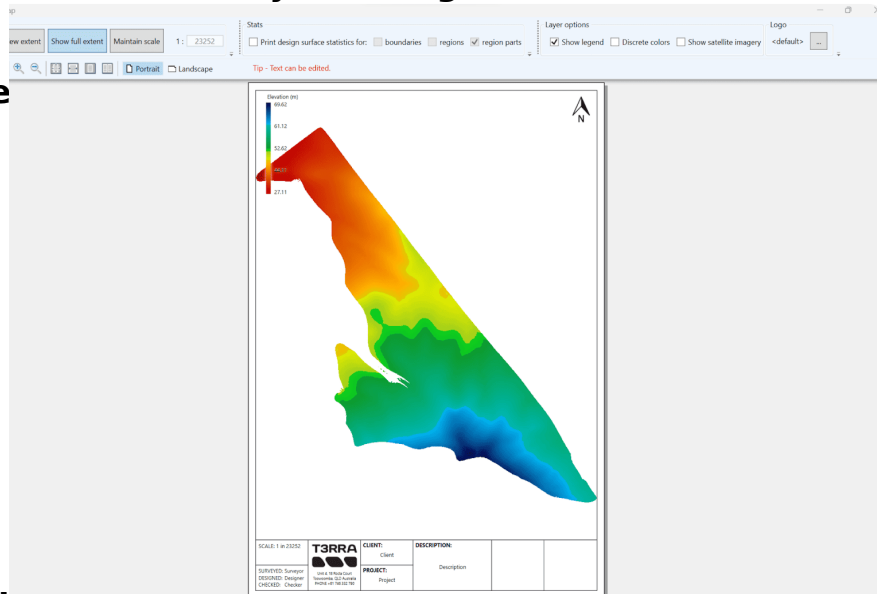 Stats
Layer options
Logo
ew extent
Show full extent
Maintain scale
1 : 23252
Print design surface statistics for:
boundaries
regions
region parts
Show legend
Discrete colors
Show satellite imagery
<default>
...
Portrait
Landscape
Tip - Text can be edited.
e
Elevation (m)
69.62
61.12
52.62
27.11
N
SCALE: 1 in 23252
SURVEYED: Surveyor
DESIGNED: Designer
CHECKED: Checker
T3RRA
CLIENT:
Client
PROJECT:
Project
DESCRIPTION:
Description